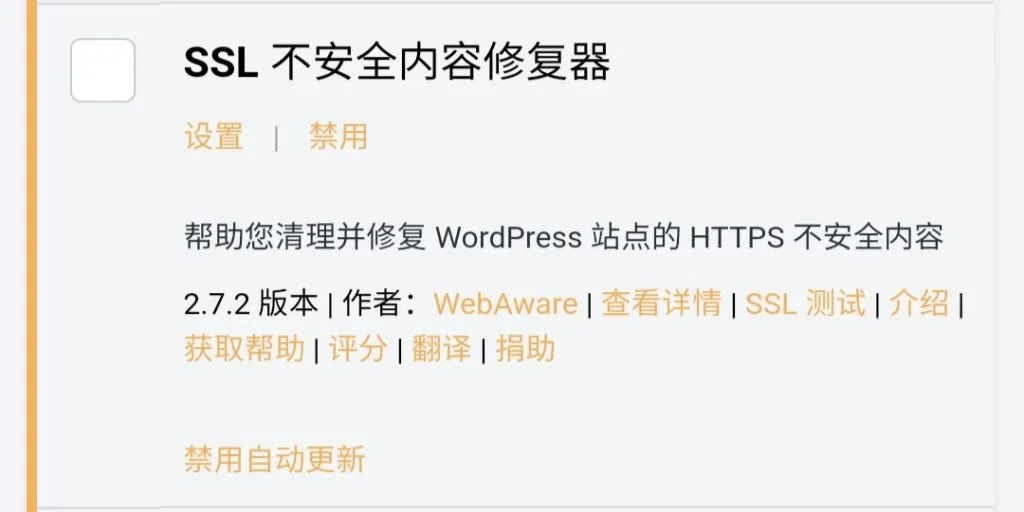 SSL 不安全内容修复器
设置 | 禁用
帮助您清理并修复 WordPress 站点的 HTTPS 不安全内容
2.7.2 版本 | 作者：WebAware | 查看详情 | SSL 测试 | 介绍 |
获取帮助 | 评分 | 翻译 | 捐助
禁用自动更新